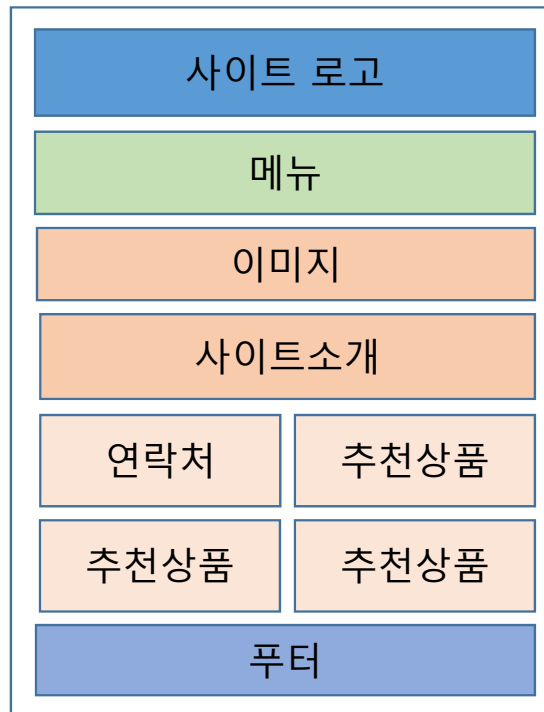 사이트 로고
메뉴
이미지
사이트소개
연락처 추천상품
추천상품 추천상품
푸터